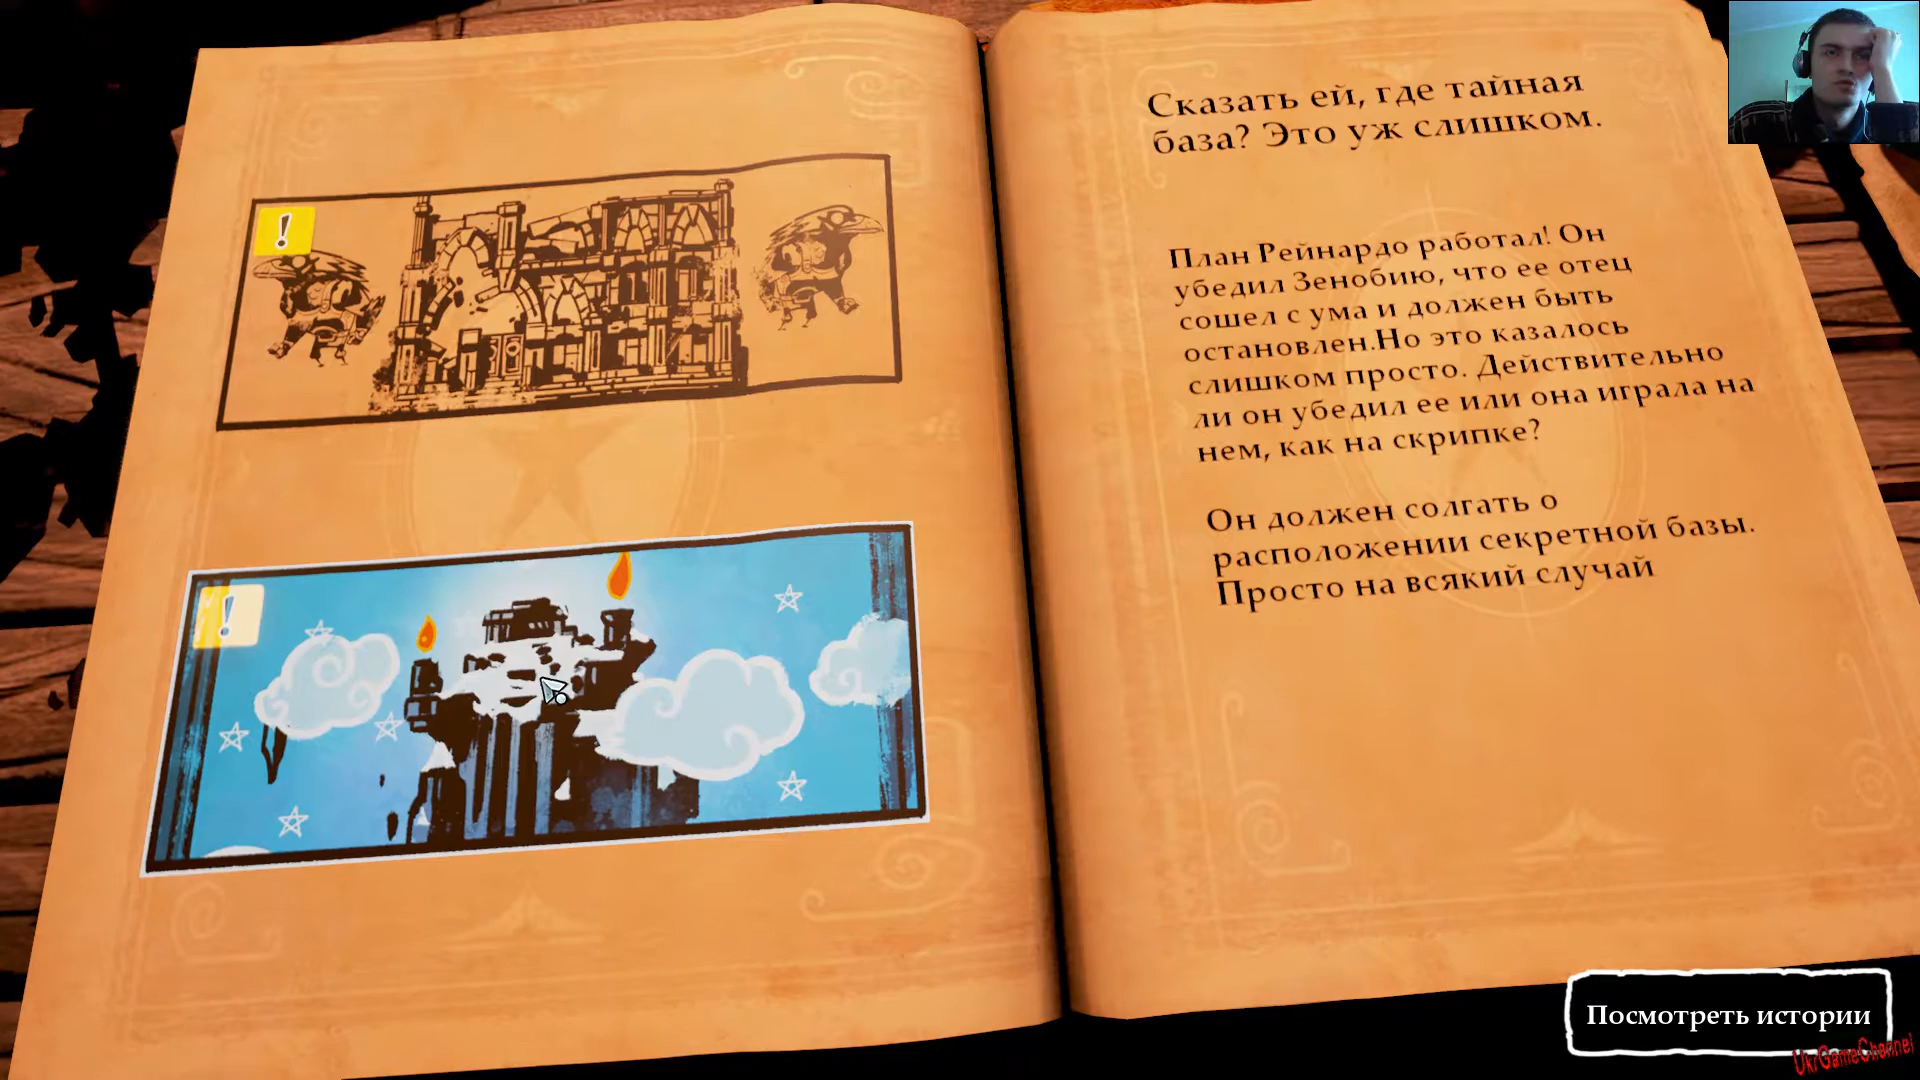 Сказать ей, где тайная
база? Это уж слишком.
План Рейнардо работал! Он
убедил Зенобию, что ее отец
сошел с ума и должен быть
остановлен.Но это казалось
слишком просто. Действительно
ли он убедил ее или она играла на
нем, как на скрипке?
Он должен солгать о
расположении секретной базы.
Просто на всякий случай
!
!
Посмотреть истории
UkrGameChannel